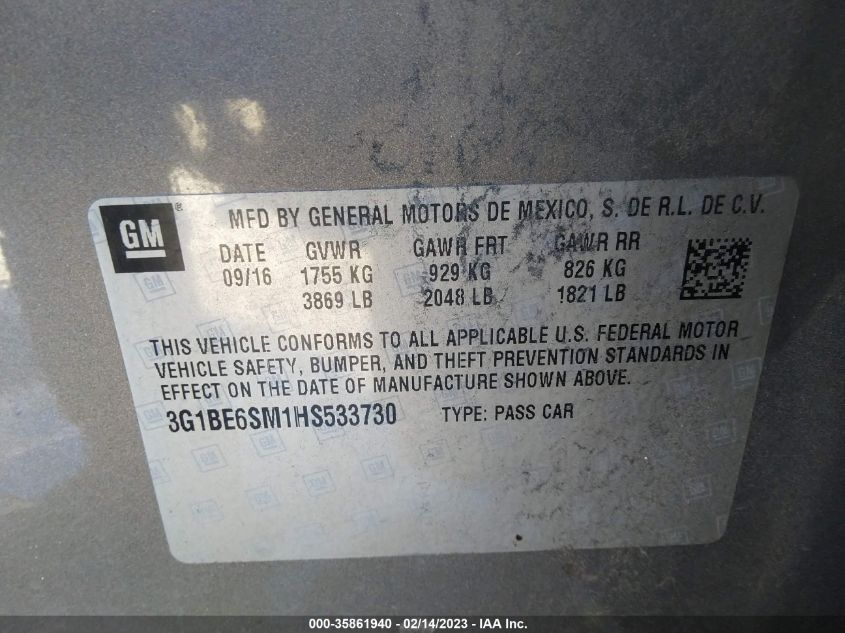 GM ®
MFD BY GENERAL MOTORS DE MEXICO, S. DE R.L. DE C.V.
DATE GVWR GAWR FRT GAWR RR
09/16 1755 KG 929 KG 826 KG
3869 LB 2048 LB 1821 LB
THIS VEHICLE CONFORMS TO ALL APPLICABLE U.S. FEDERAL MOTOR
VEHICLE SAFETY, BUMPER, AND THEFT PREVENTION STANDARDS IN
EFFECT ON THE DATE OF MANUFACTURE SHOWN ABOVE.
3G1BE6SM1HS533730 TYPE: PASS CAR
000-35861940 - 02/14/2023 - IAA Inc.